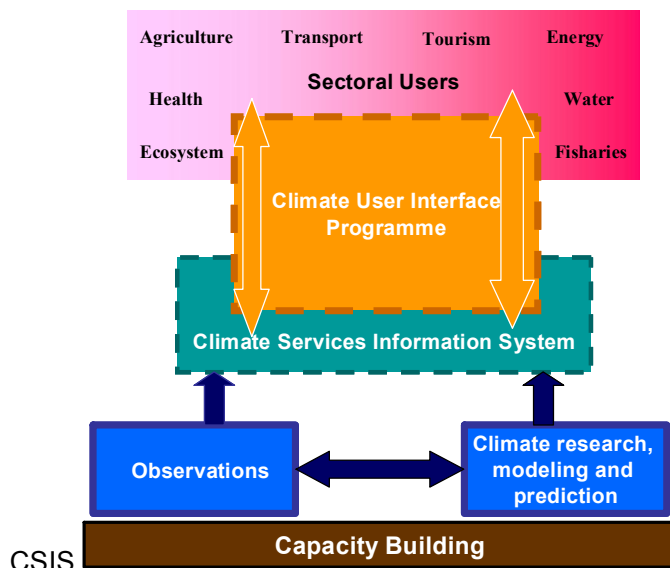 Agriculture Transport Tourism Energy
Sectoral Users
Health Water
Ecosystem Fisharies
Climate User Interface
Programme
Climate Services Information System
Observations
Climate research,
modeling and
prediction
Capacity Building
CSIS